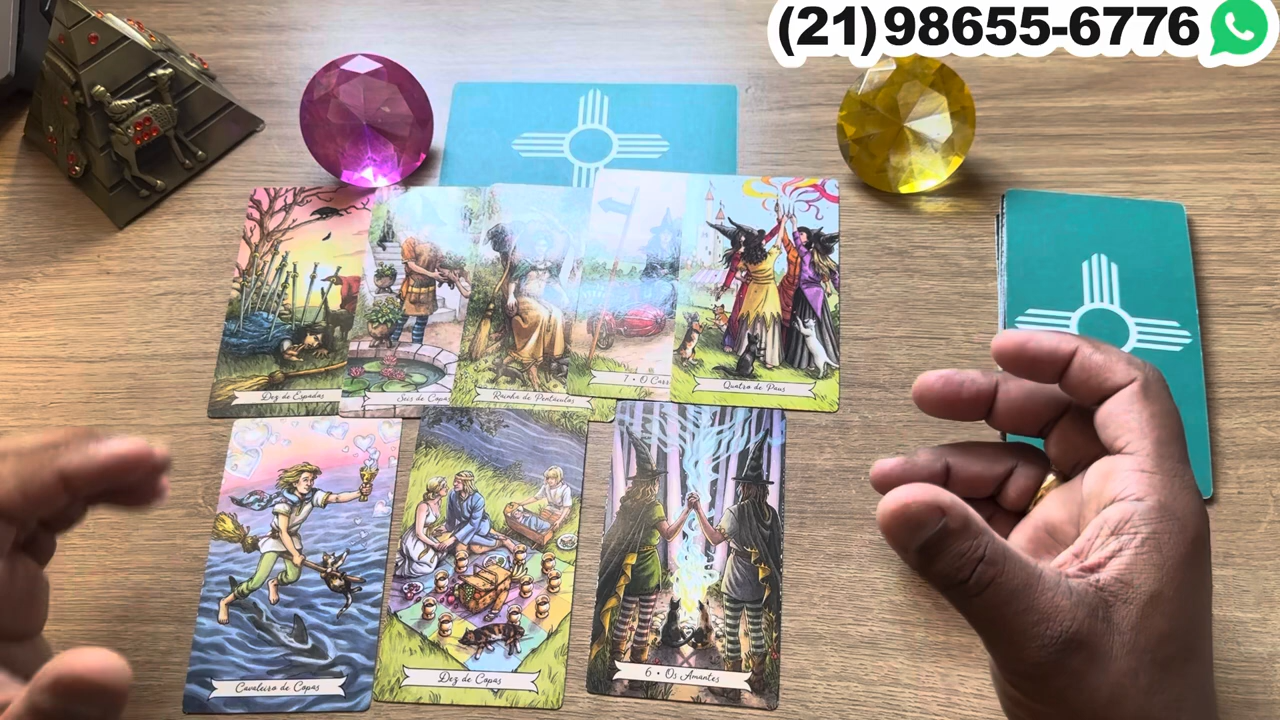 (21)98655-6776
Dez de Espadas
Seis de Copas
Rainha de Pentáculos
7 • O Carr
Quatro de Paus
Cavaleiro de Copas
Dez de Copas
6 • Os Amantes